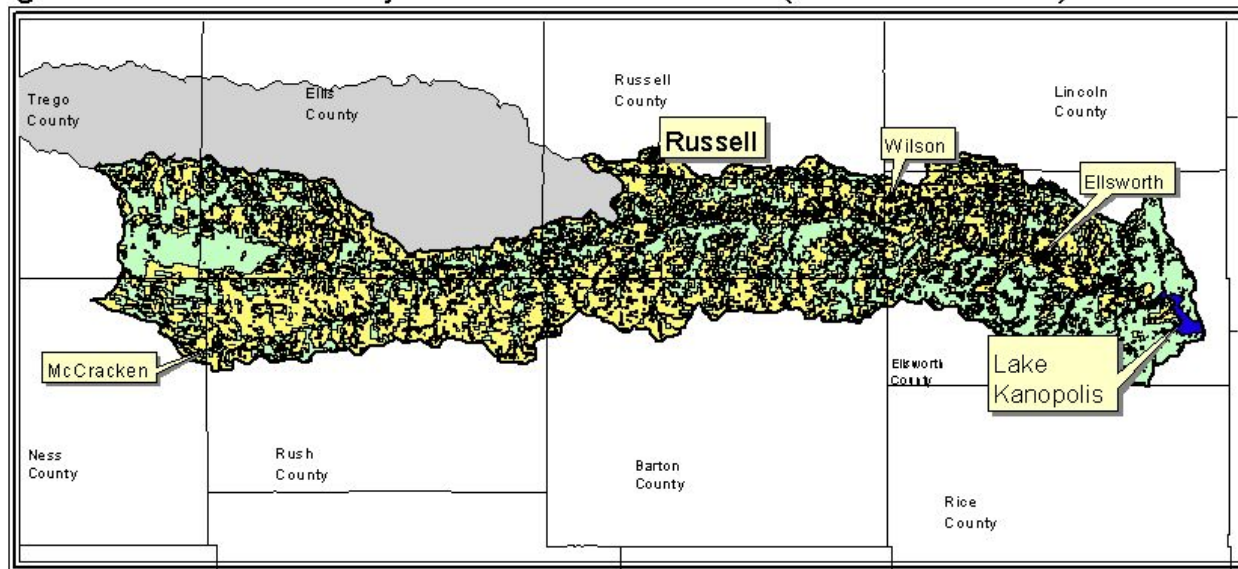 Trego
County
Ellis
County
Russell
County
Lincoln
County
Russell
Wilson
Ellsworth
McCracken
Ellsworth
County
Lake
Kanopolis
Ness
County
Rush
County
Barton
County
Rice
County